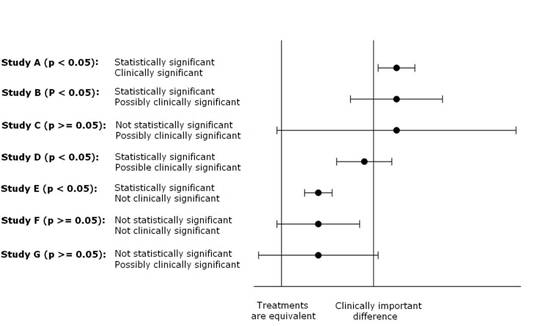 Study A (p < 0.05): Statistically significant
Clinically significant
Study B (P < 0.05): Statistically significant
Possibly clinically significant
Study C (p >= 0.05): Not statistically significant
Possibly clinically significant
Study D (p < 0.05): Statistically significant
Possible clinically significant
Study E (p < 0.05): Statistically significant
Not clinically significant
Study F (p >= 0.05): Not statistically significant
Not clinically significant
Study G (p >= 0.05): Not statistically significant
Possibly clinically significant
Treatments
are equivalent
Clinically important
difference